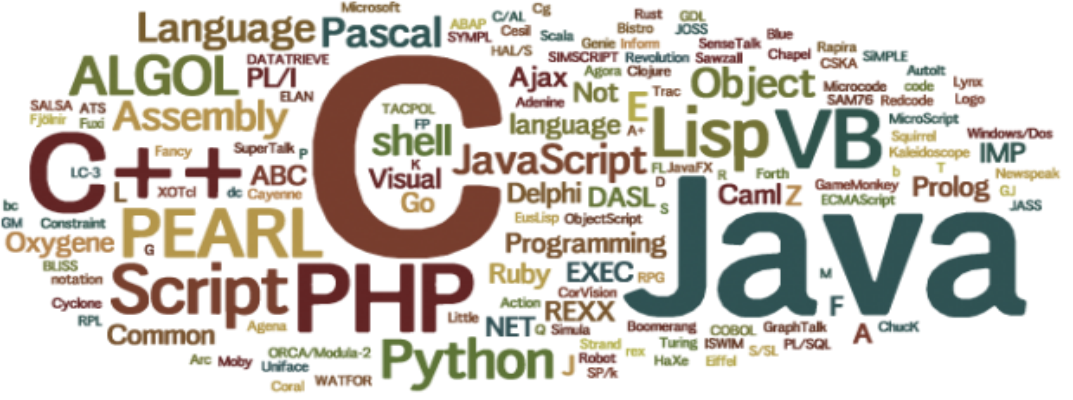 Microsoft
Language
Pascal
ABAP
SYMPL
C/AL
Cesil
Cg
Scala
HAL/S
Rust
GDL
Bistro
JOSS
Genie
Inform
SIMSCRIPT
Revolution
SenseTalk
Sawzall
Blue
Chapel
Rapira
CSKA
SiMPLE
ALGOL
DATATRIEVE
PL/I
ELAN
C
TACPOL
FP
shell
K
Visual
Go
Ajax
Adenine
Agora
Clojure
Not
E
Trac
A+
Object
Microcode
code
SAM76
Redcode
AutoIt
Lynx
Logo
SALSA
ATS
Fjölnir
Fuxi
Assembly
language
Lisp
VB
MicroScript
Squirrel
Kaleidoscope
Windows/Dos
IMP
C++
LC-3
Fancy
SuperTalk
P
L
XOTcl
dc
ABC
Cayenne
JavaScript
FL
JavaFX
R
Forth
b
T
Newspeak
Delphi
DASL
D
S
Caml
Z
GameMonkey
ECMAScript
Prolog
GJ
JASS
bc
GM
Constraint
PEARL
EusLisp
ObjectScript
Java
Oxygene
G
Programming
BLISS
notation
Script
PHP
Ruby
EXEC
RPG
M
F
Cyclone
RPL
Common
Agena
Little
CorVision
Action
REXX
NET
Q
Simula
Boomerang
COBOL
GraphTalk
A
ChucK
Arc
Moby
ORCA/Modula-2
Uniface
Coral
WATFOR
Python
J
Strand
rex
Robot
SP/k
Turing
ISWIM
HaXe
Eiffel
S/SL
PL/SQL